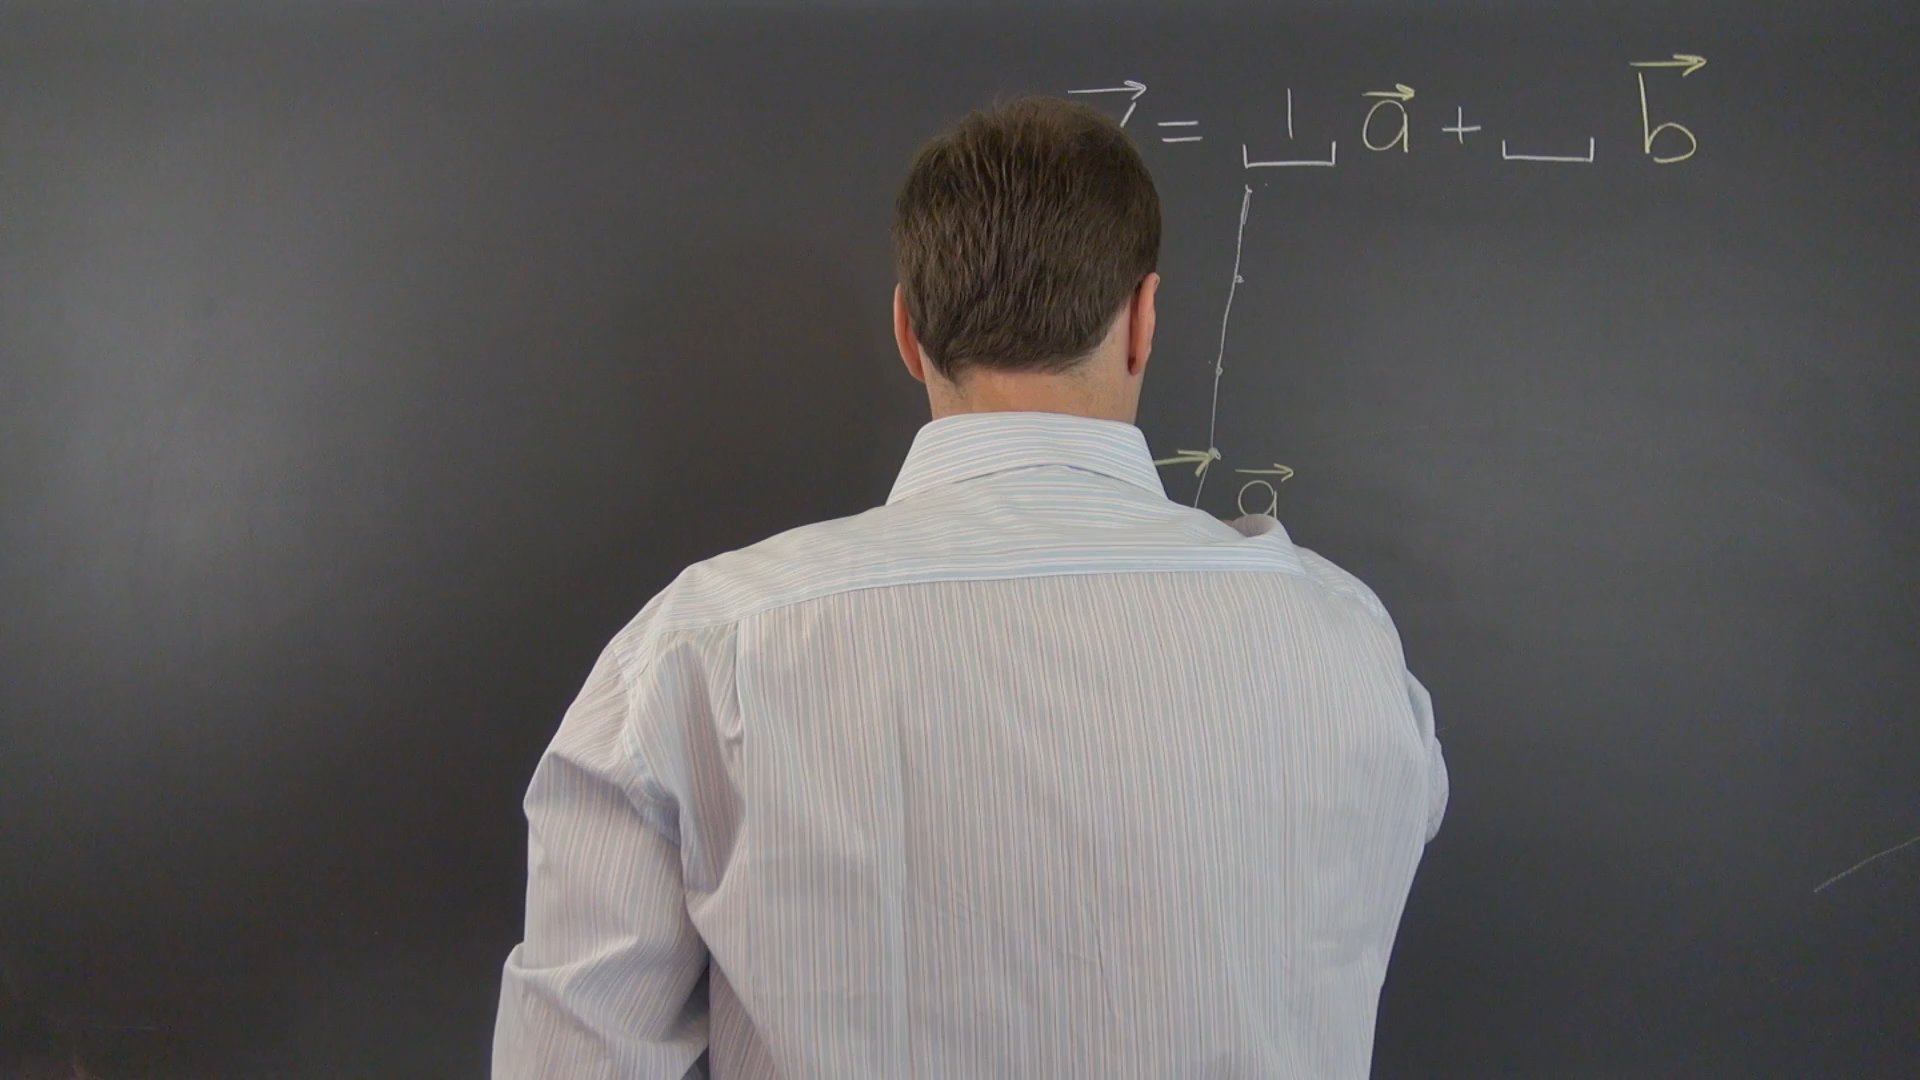 = 1 a⃗ + b⃗
a⃗